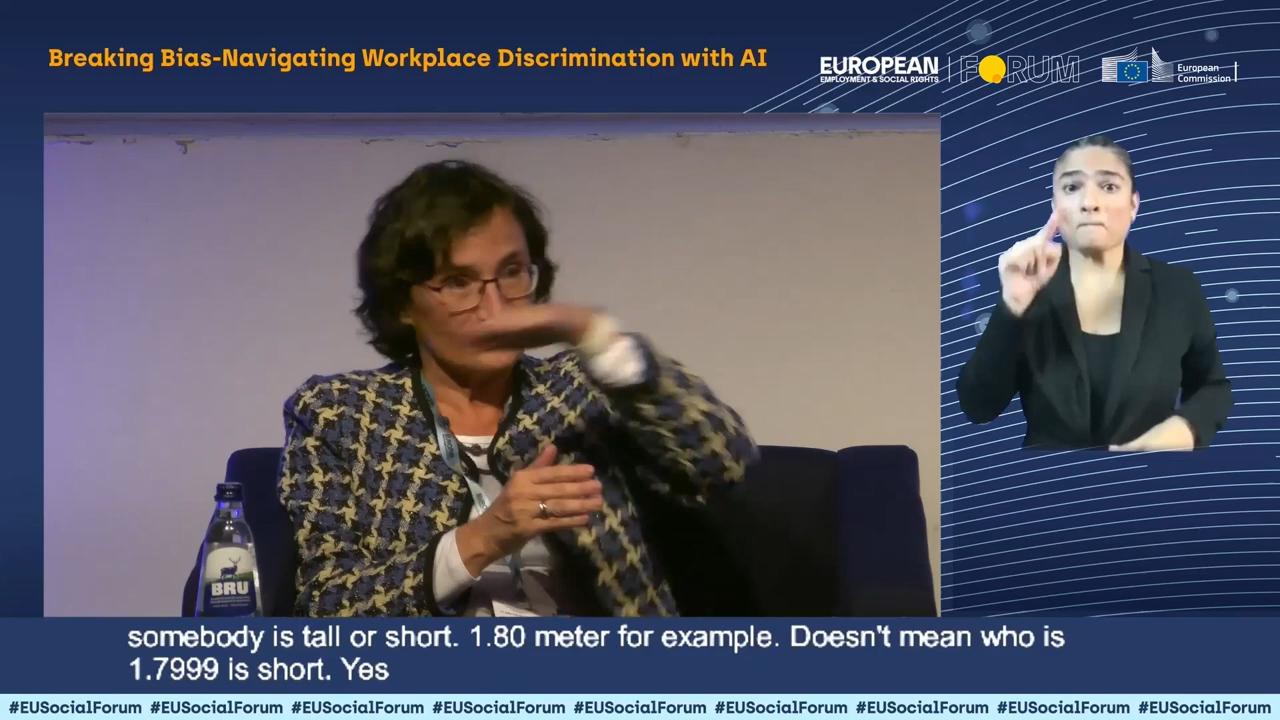 Breaking Bias-Navigating Workplace Discrimination with AI
EUROPEAN
EMPLOYMENT & SOCIAL RIGHTS
FORUM
European
Commission
BRU
somebody is tall or short. 1.80 meter for example. Doesn't mean who is
1.7999 is short. Yes
#EUSocialForum #EUSocialForum #EUSocialForum #EUSocialForum #EUSocialForum #EUSocialForum #EUSocialForum #EUSocialForum #EUSocialForum